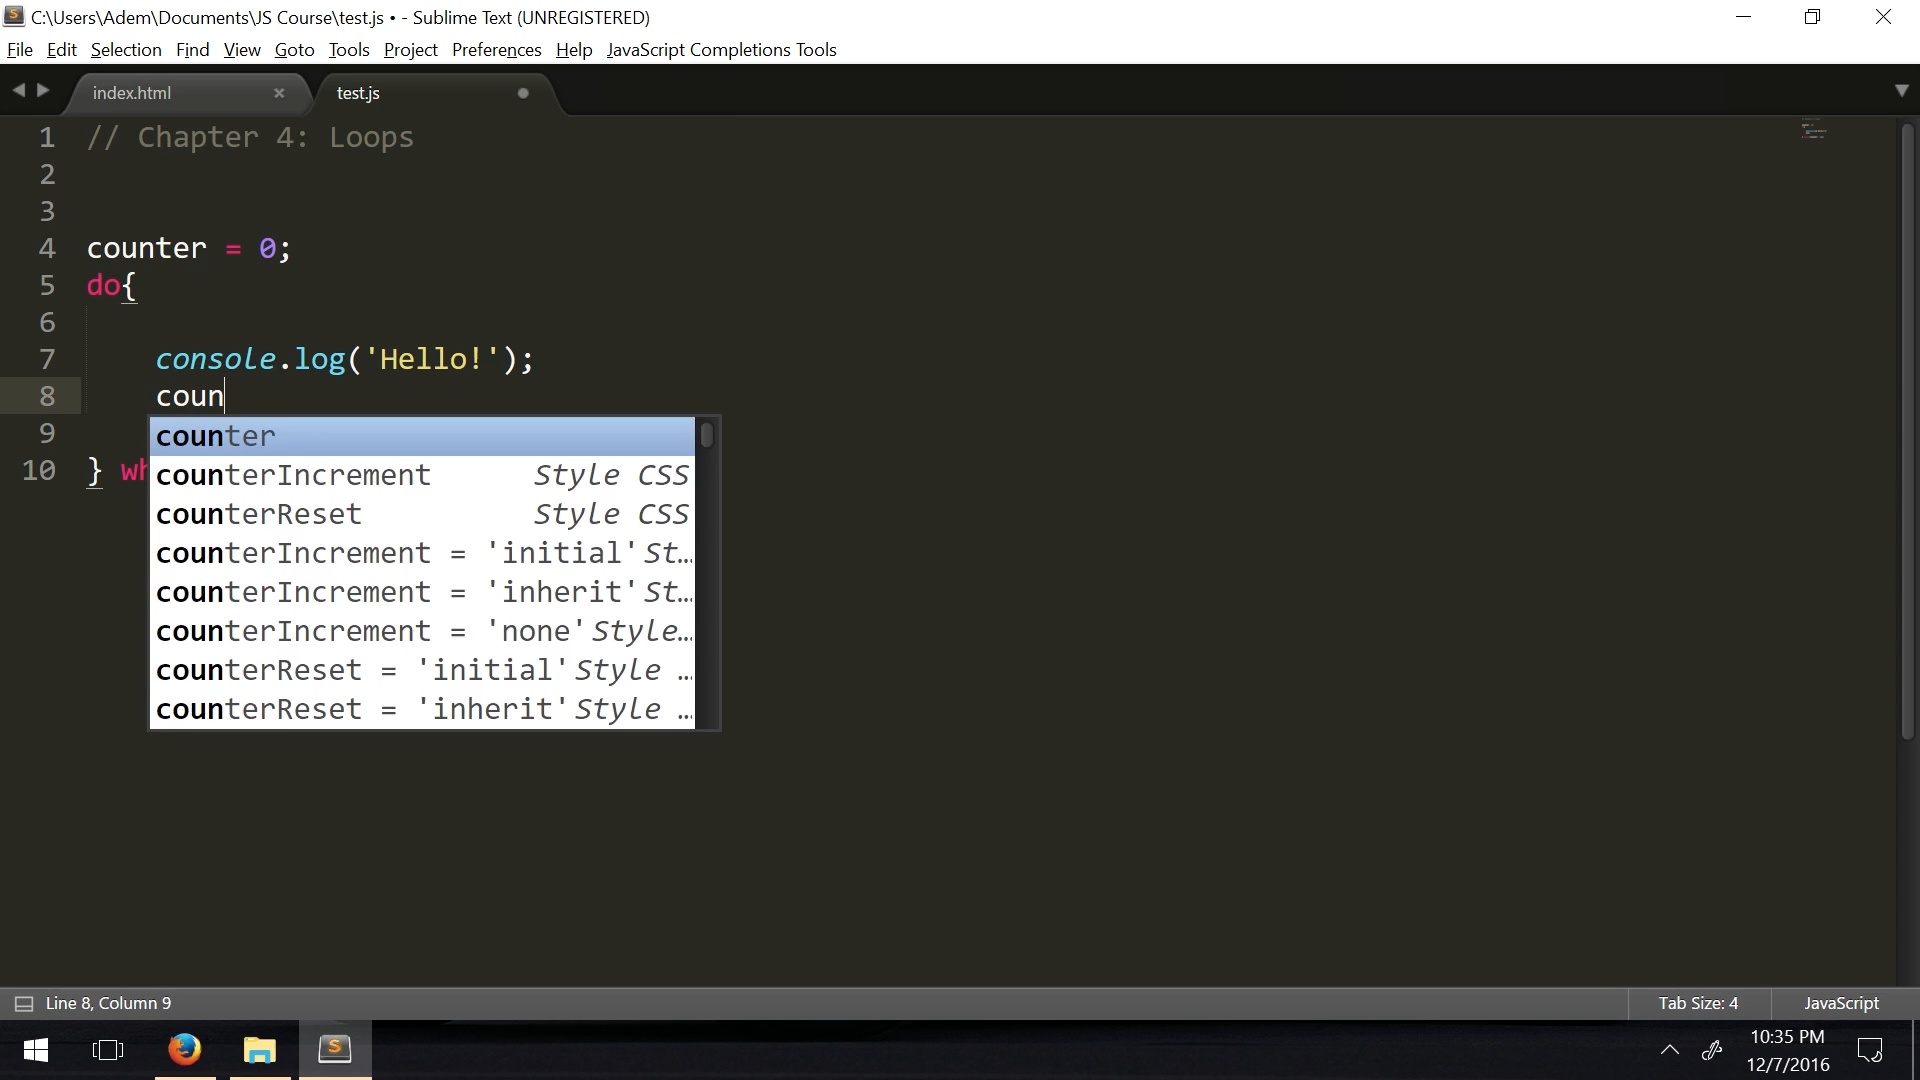 C:\Users\Adem\Documents\JS Course\test.js • - Sublime Text (UNREGISTERED)
File Edit Selection Find View Goto Tools Project Preferences Help JavaScript Completions Tools
index.html test.js
1 // Chapter 4: Loops
2
3
4 counter = 0;
5 do{
6
7 console.log('Hello!');
8 coun
9
10 } wh
counter
counterIncrement Style CSS
counterReset Style CSS
counterIncrement = 'initial' St…
counterIncrement = 'inherit' St…
counterIncrement = 'none' Style…
counterReset = 'initial' Style …
counterReset = 'inherit' Style …
Line 8, Column 9 Tab Size: 4 JavaScript
10:35 PM
12/7/2016